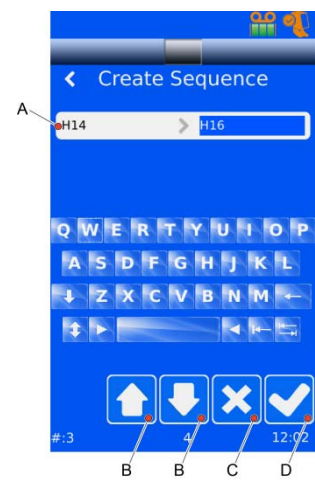 Create Sequence
A
H14 H16
Q W E R T Y U I O P
A S D F G H J K L
Z X C V B N M
#:3 4 12:02
B B C D